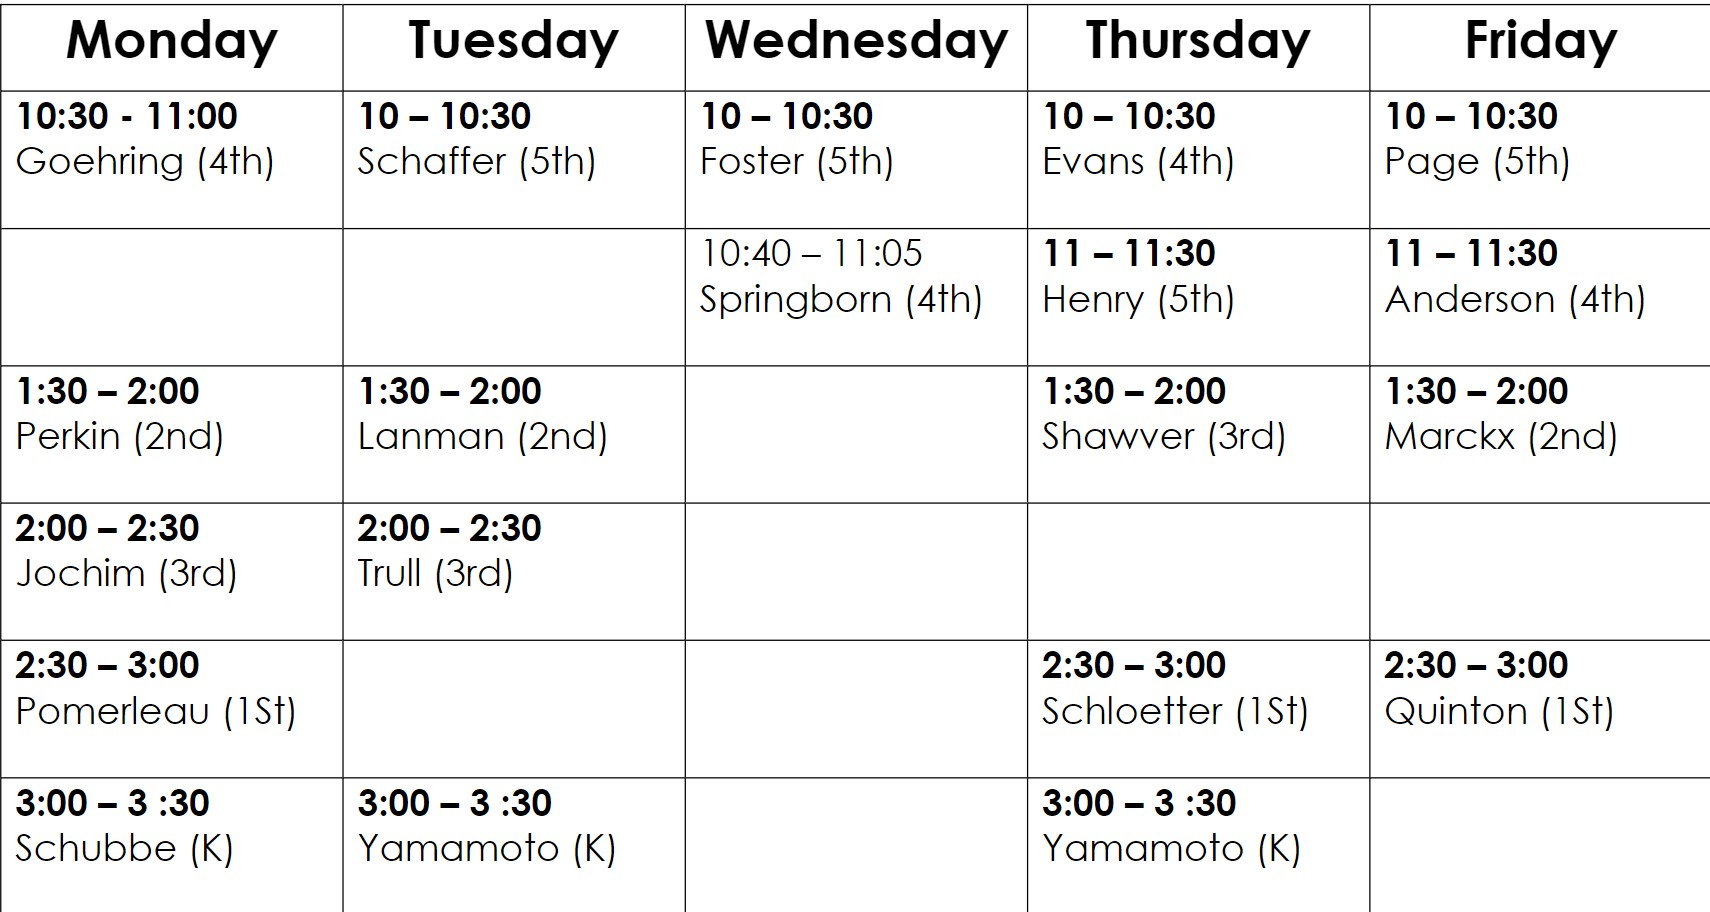 Monday Tuesday Wednesday Thursday Friday
10:30 - 11:00 10 – 10:30 10 – 10:30 10 – 10:30 10 – 10:30
Goehring (4th) Schaffer (5th) Foster (5th) Evans (4th) Page (5th)
10:40 – 11:05 11 – 11:30 11 – 11:30
Springborn (4th) Henry (5th) Anderson (4th)
1:30 – 2:00 1:30 – 2:00 1:30 – 2:00 1:30 – 2:00
Perkin (2nd) Lanman (2nd) Shawver (3rd) Marckx (2nd)
2:00 – 2:30 2:00 – 2:30
Jochim (3rd) Trull (3rd)
2:30 – 3:00 2:30 – 3:00 2:30 – 3:00
Pomerleau (1St) Schloetter (1St) Quinton (1St)
3:00 – 3 :30 3:00 – 3 :30 3:00 – 3 :30
Schubbe (K) Yamamoto (K) Yamamoto (K)